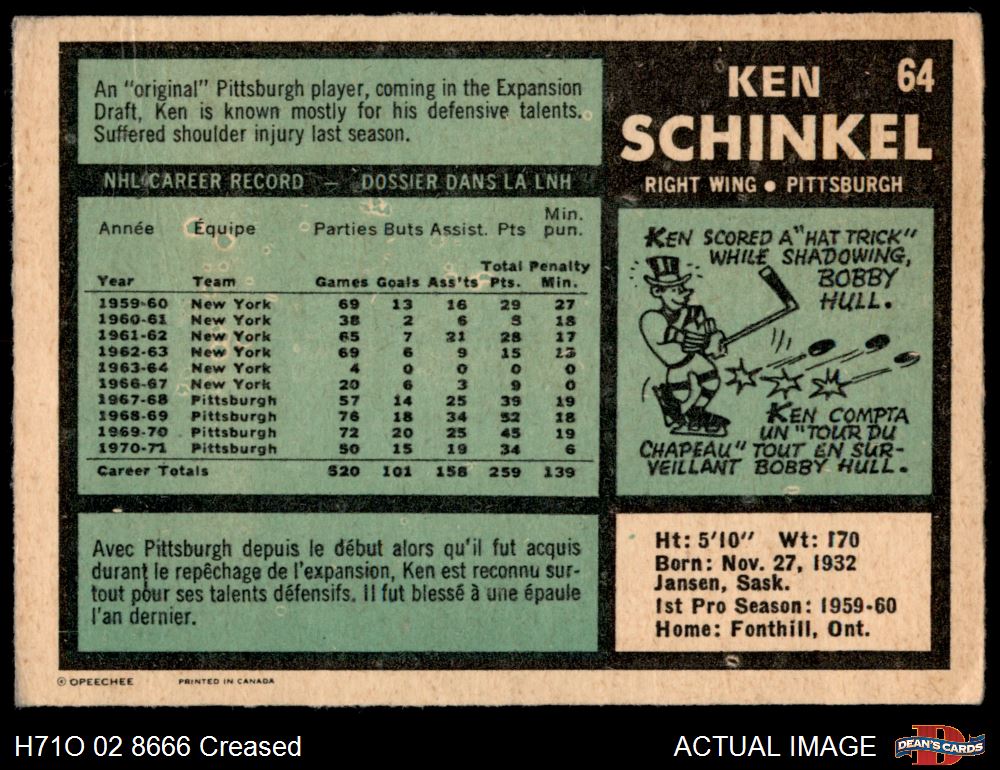 An "original" Pittsburgh player, coming in the Expansion
Draft, Ken is known mostly for his defensive talents.
Suffered shoulder injury last season.
KEN 64
SCHINKEL
RIGHT WING ● PITTSBURGH
NHL CAREER RECORD — DOSSIER DANS LA LNH
Année Équipe Parties Buts Assist. Pts Min. pun.
Year Team Games Goals Ass'ts Total Pts. Penalty Min.
1959-60 New York 69 13 16 29 27
1960-61 New York 38 2 6 8 18
1961-62 New York 65 7 21 28 17
1962-63 New York 69 6 9 15 13
1963-64 New York 4 0 0 0 0
1966-67 New York 20 6 3 9 0
1967-68 Pittsburgh 57 14 25 39 19
1968-69 Pittsburgh 76 18 34 52 18
1969-70 Pittsburgh 72 20 25 45 19
1970-71 Pittsburgh 50 15 19 34 6
Career Totals 520 101 158 259 139
KEN SCORED A "HAT TRICK"
WHILE SHADOWING,
BOBBY
HULL.
KEN COMPTA
UN "TOUR DU
CHAPEAU" TOUT EN SUR-
VEILLANT BOBBY HULL.
Avec Pittsburgh depuis le début alors qu'il fut acquis
durant le repêchage de l'expansion, Ken est reconnu sur-
tout pour ses talents défensifs. Il fut blessé à une épaule
l'an dernier.
Ht: 5'10" Wt: 170
Born: Nov. 27, 1932
Jansen, Sask.
1st Pro Season: 1959-60
Home: Fonthill, Ont.
© OPEECHEE PRINTED IN CANADA
H71O 02 8666 Creased
ACTUAL IMAGE
D
DEAN'S CARDS